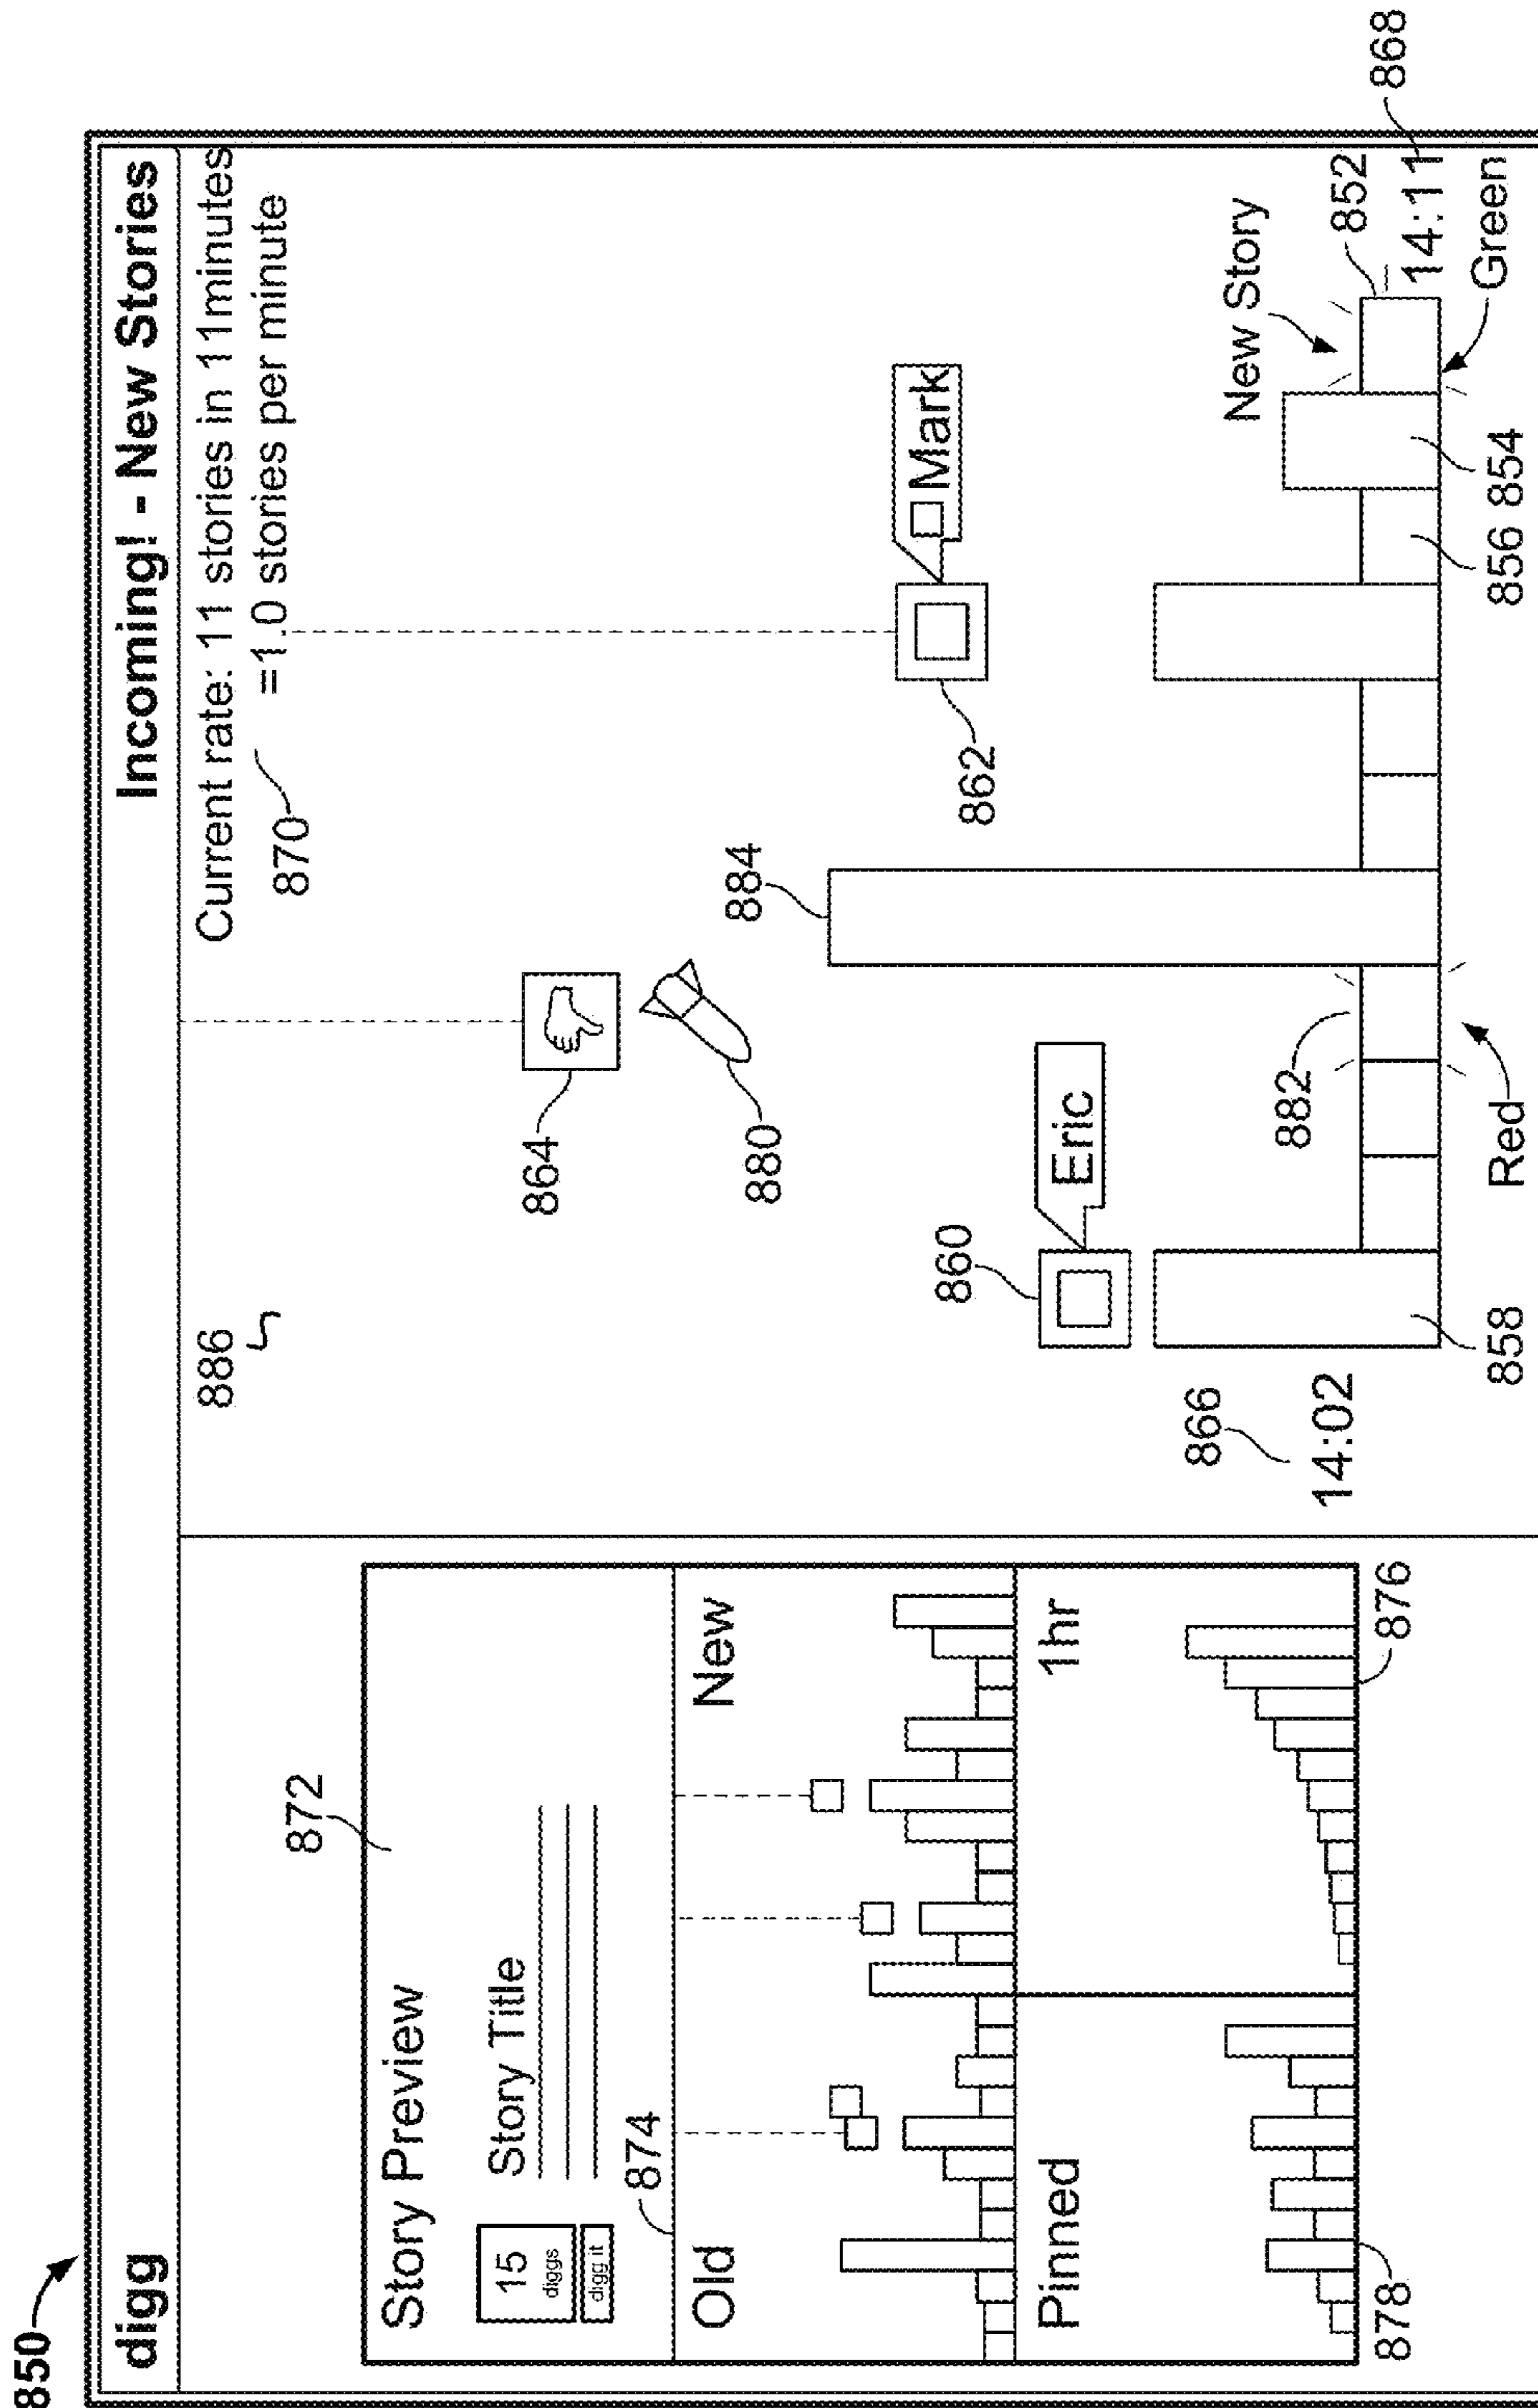 850
digg
Incoming! - New Stories
Current rate: 11 stories in 11minutes
=1.0 stories per minute
870
886
872
Story Preview
15
diggs
digg it
Story Title
874
Old
New
Pinned
1hr
878
876
864
880
884
862
Mark
860
Eric
882
New Story
852
866
14:02
14:11
868
858
Red
856
854
Green